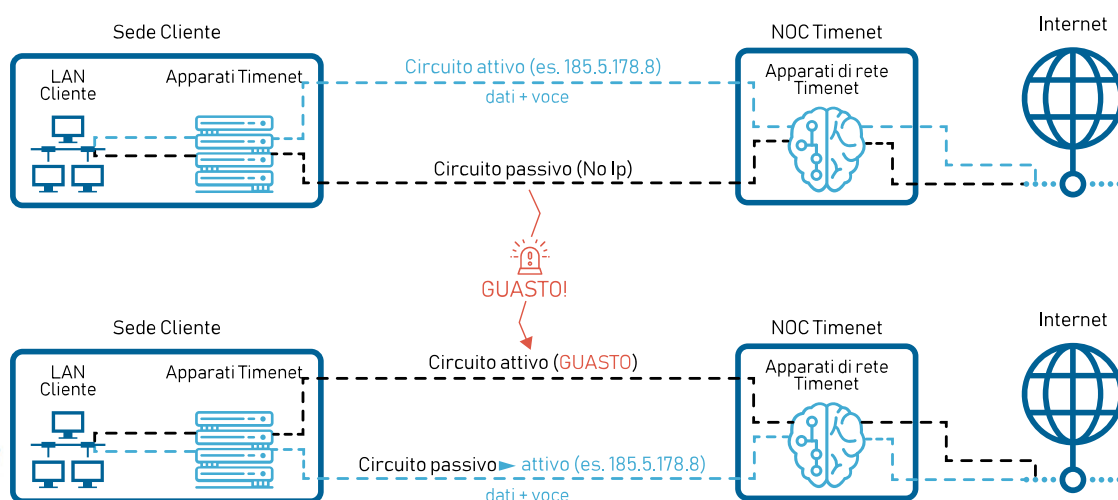 Sede Cliente
NOC Timenet
Internet
LAN
Cliente
Apparati Timenet
Circuito attivo (es. 185.5.178.8)
dati + voce
Apparati di rete
Timenet
Circuito passivo (No Ip)
GUASTO!
Sede Cliente
NOC Timenet
Internet
LAN
Cliente
Apparati Timenet
Circuito attivo (GUASTO)
Apparati di rete
Timenet
Circuito passivo ► attivo (es. 185.5.178.8)
dati + voce